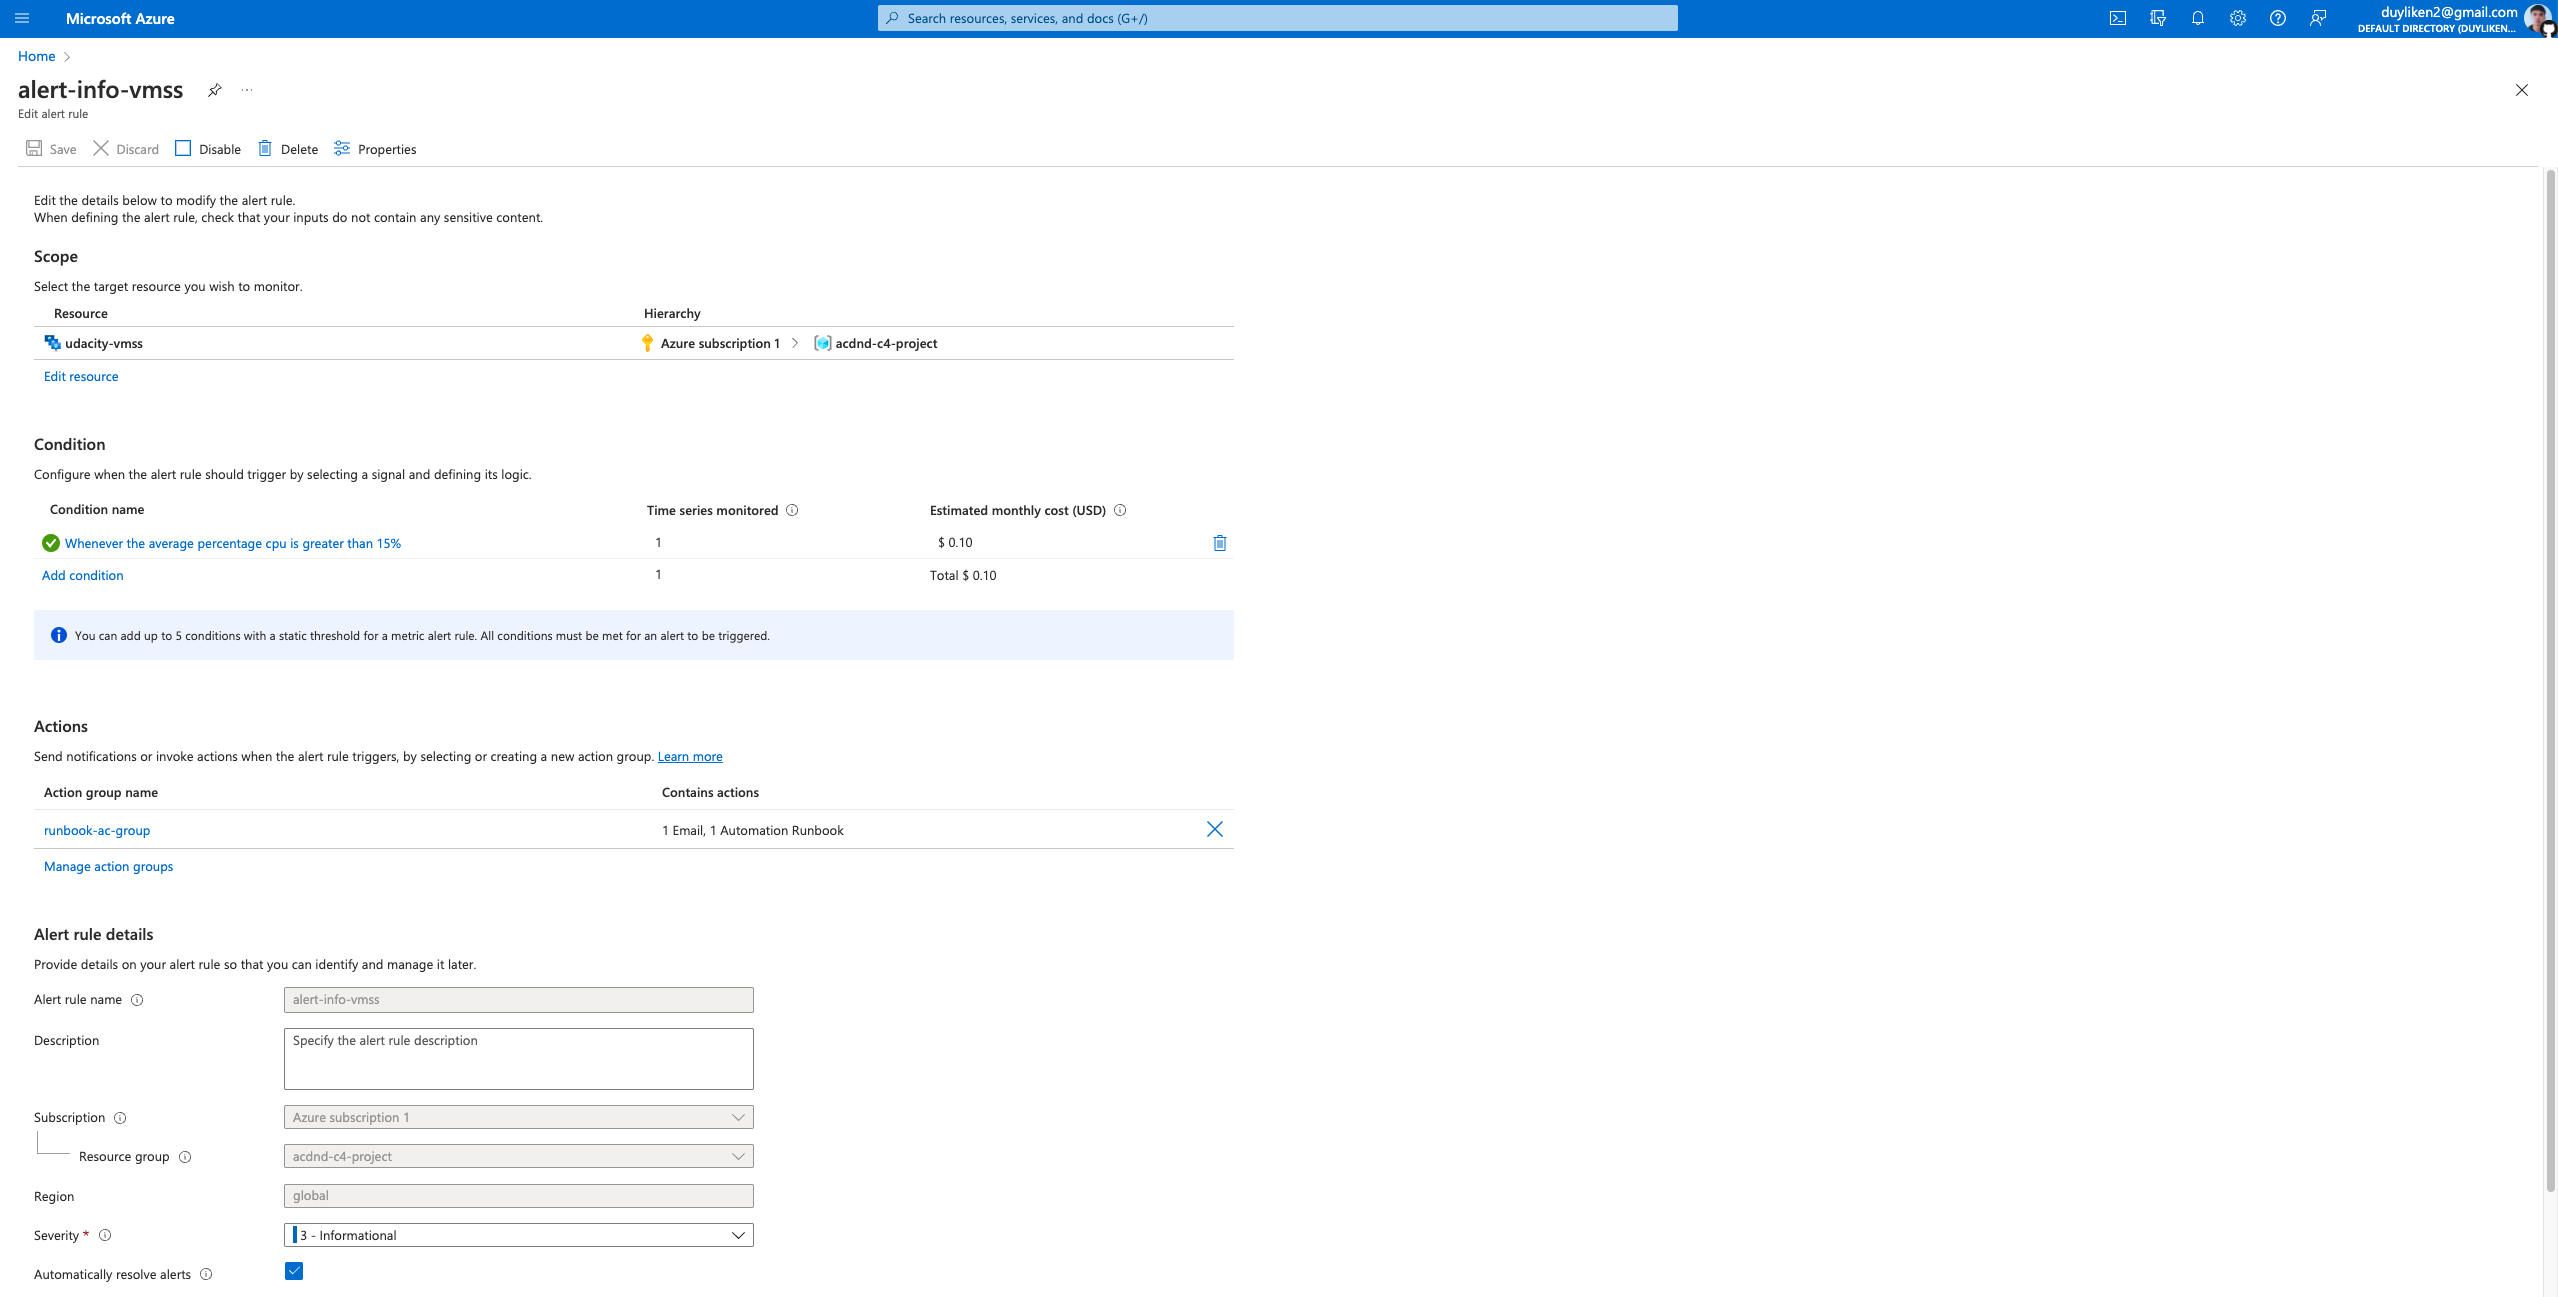 Microsoft Azure
Search resources, services, and docs (G+/)
duyliken2@gmail.com
DEFAULT DIRECTORY (DUYLIKEN...
Home
alert-info-vmss
Edit alert rule
Save Discard Disable Delete Properties
Edit the details below to modify the alert rule.
When defining the alert rule, check that your inputs do not contain any sensitive content.
Scope
Select the target resource you wish to monitor.
Resource Hierarchy
udacity-vmss Azure subscription 1 > acdnd-c4-project
Edit resource
Condition
Configure when the alert rule should trigger by selecting a signal and defining its logic.
Condition name Time series monitored Estimated monthly cost (USD)
Whenever the average percentage cpu is greater than 15% 1 $ 0.10
Add condition 1 Total $ 0.10
You can add up to 5 conditions with a static threshold for a metric alert rule. All conditions must be met for an alert to be triggered.
Actions
Send notifications or invoke actions when the alert rule triggers, by selecting or creating a new action group. Learn more
Action group name Contains actions
runbook-ac-group 1 Email, 1 Automation Runbook
Manage action groups
Alert rule details
Provide details on your alert rule so that you can identify and manage it later.
Alert rule name alert-info-vmss
Description Specify the alert rule description
Subscription Azure subscription 1
Resource group acdnd-c4-project
Region global
Severity * 3 - Informational
Automatically resolve alerts